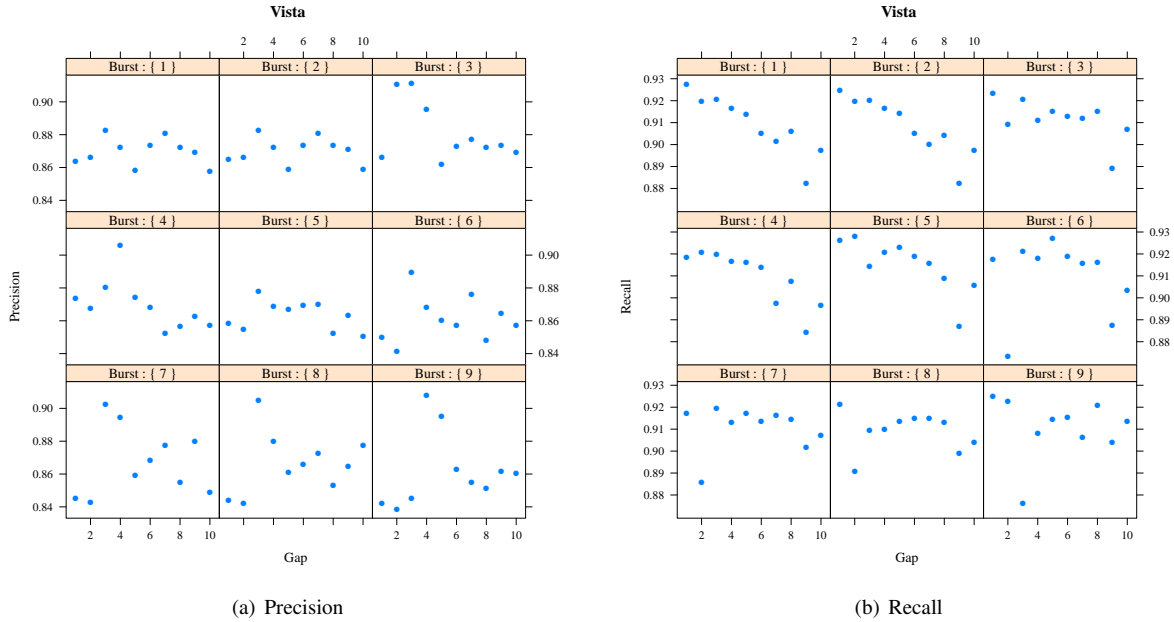 Vista
2 4 6 8 10
Burst : { 1 } Burst : { 2 } Burst : { 3 }
0.90
0.88
0.86
0.84
Burst : { 4 } Burst : { 5 } Burst : { 6 }
0.90
0.88
0.86
0.84
Burst : { 7 } Burst : { 8 } Burst : { 9 }
0.90
0.88
0.86
0.84
2 4 6 8 10 2 4 6 8 10
Precision
Gap
(a) Precision
Vista
2 4 6 8 10
Burst : { 1 } Burst : { 2 } Burst : { 3 }
0.93
0.92
0.91
0.90
0.89
0.88
Burst : { 4 } Burst : { 5 } Burst : { 6 }
0.93
0.92
0.91
0.90
0.89
0.88
Burst : { 7 } Burst : { 8 } Burst : { 9 }
0.93
0.92
0.91
0.90
0.89
0.88
2 4 6 8 10 2 4 6 8 10
Recall
Gap
(b) Recall